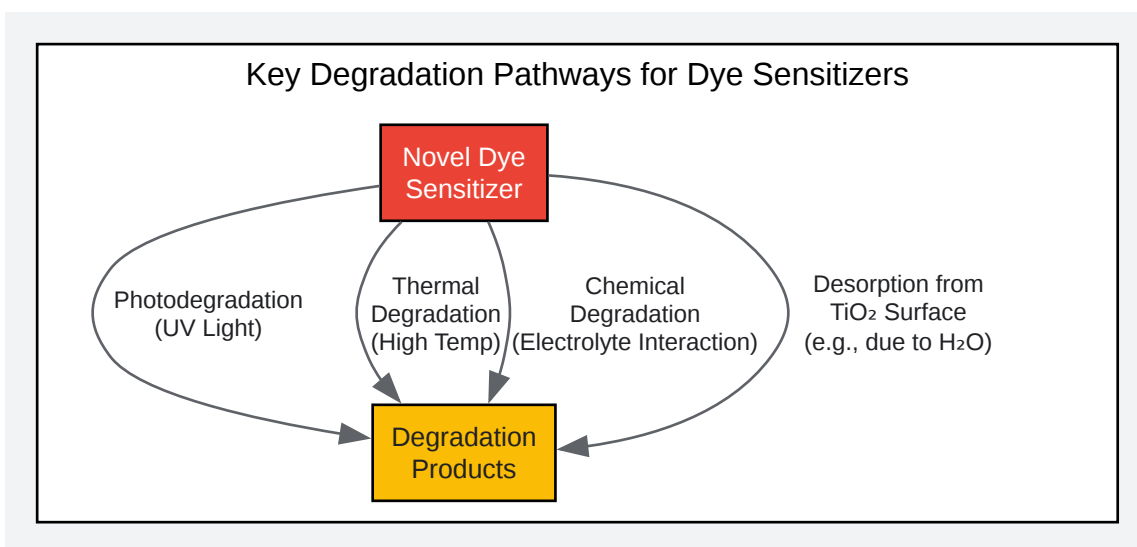 Key Degradation Pathways for Dye Sensitizers
Novel Dye
Sensitizer
Photodegradation
(UV Light)
Thermal
Degradation
(High Temp)
Chemical
Degradation
(Electrolyte Interaction)
Desorption from
TiO₂ Surface
(e.g., due to H₂O)
Degradation
Products